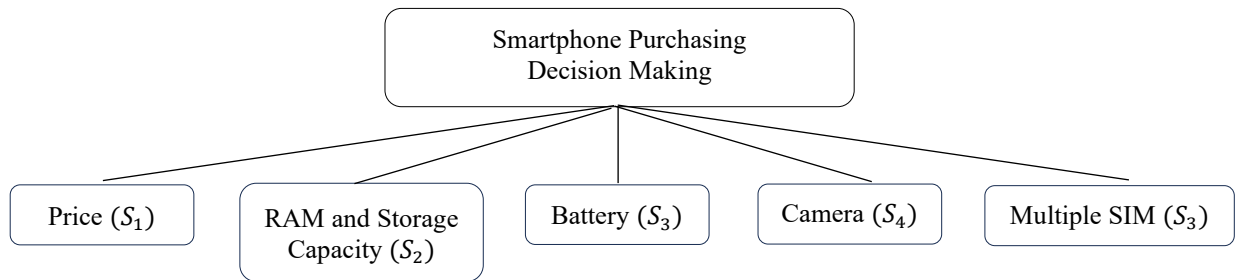 Smartphone Purchasing
Decision Making
Price (𝑆₁)
RAM and Storage
Capacity (𝑆₂)
Battery (𝑆₃)
Camera (𝑆₄)
Multiple SIM (𝑆₃)